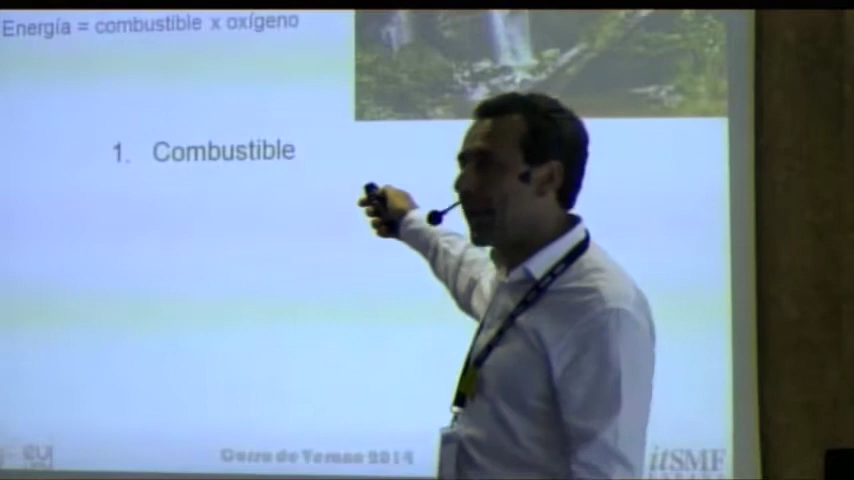 Energía = combustible x oxígeno
1. Combustible
Curso de Verano 2014
itSMF